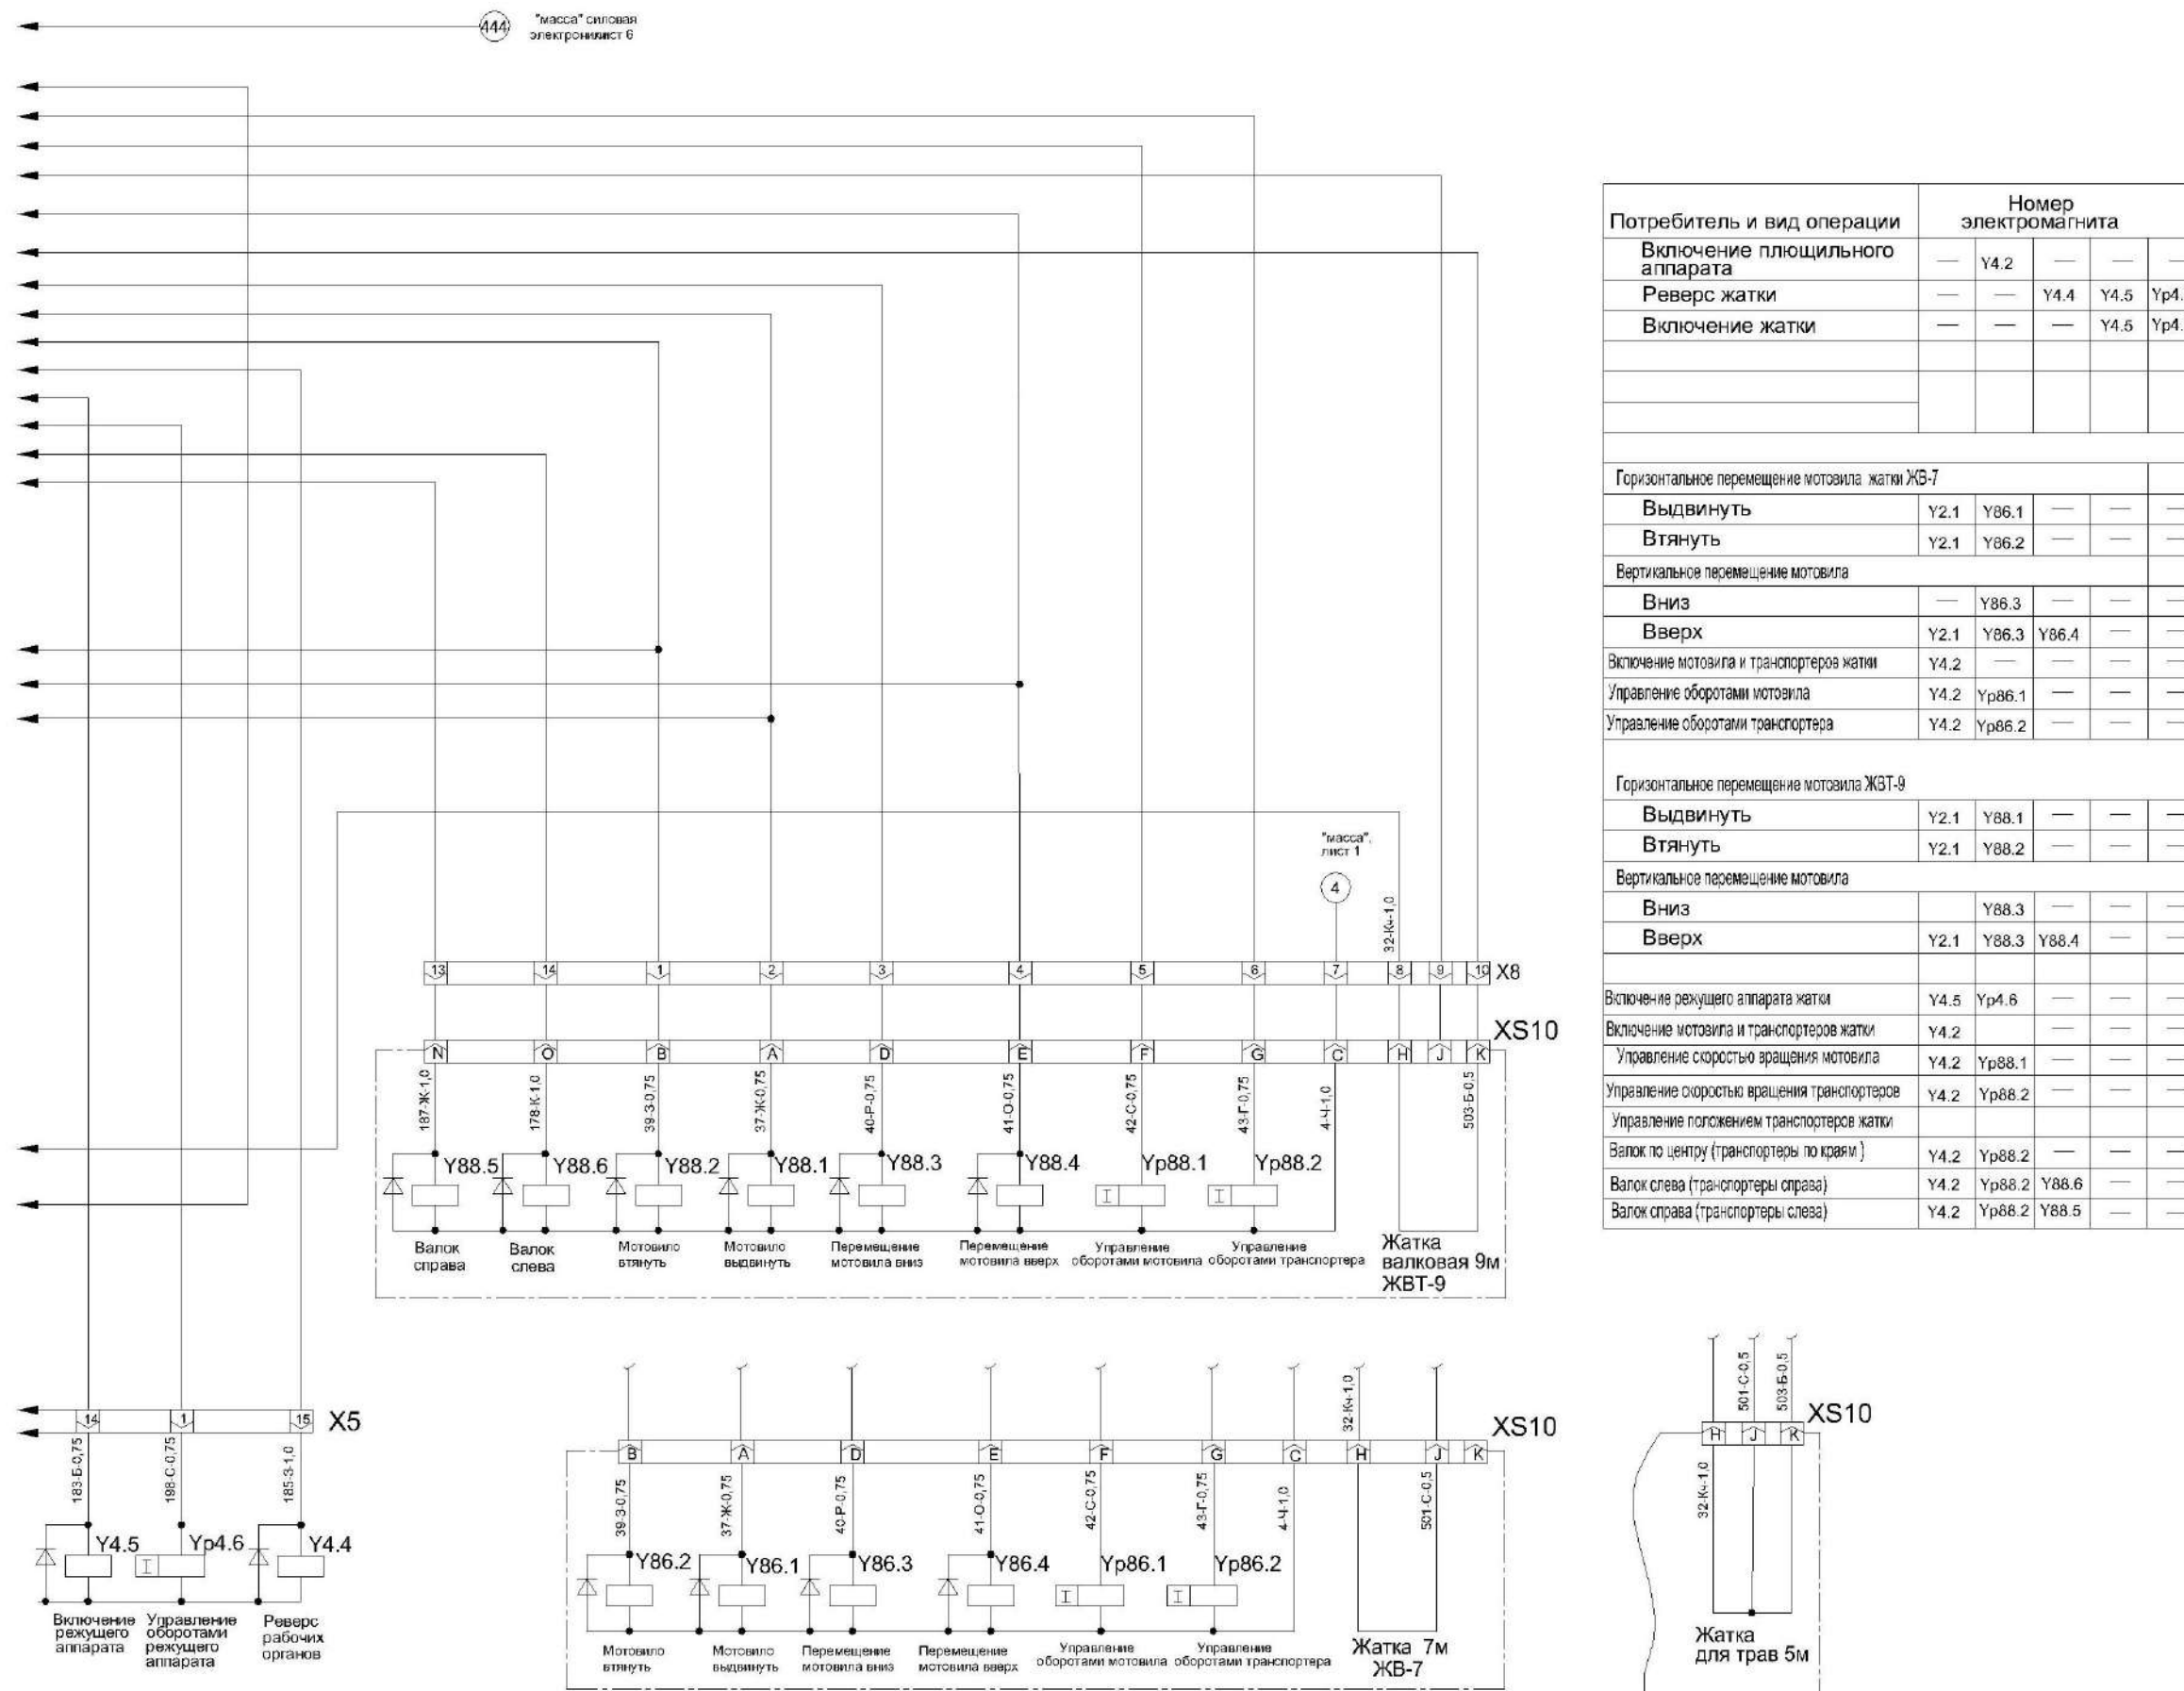 444
"масса" силовая
лист 6
Потребитель и вид операции
Номер
электромагнита
Включение плющильного
аппарата
— Y4.2 — — —
Реверс жатки — — Y4.4 Y4.5 Yp4.
Включение жатки — — — Y4.5 Yp4.
Горизонтальное перемещение мотовила жатки ЖВ-7
Выдвинуть Y2.1 Y86.1 — — —
Втянуть Y2.1 Y86.2 — — —
Вертикальное перемещение мотовила
Вниз — Y86.3 — — —
Вверх Y2.1 Y86.3 Y86.4 — —
Включение мотовила и транспортеров жатки Y4.2 — — — —
Управление оборотами мотовила Y4.2 Yp86.1 — — —
Управление оборотами транспортера Y4.2 Yp86.2 — — —
Горизонтальное перемещение мотовила ЖВТ-9
Выдвинуть Y2.1 Y88.1 — — —
Втянуть Y2.1 Y88.2 — — —
Вертикальное перемещение мотовила
Вниз Y88.3 — — —
Вверх Y2.1 Y88.3 Y88.4 — —
Включение режущего аппарата жатки Y4.5 Yp4.6 — — —
Включение мотовила и транспортеров жатки Y4.2 — — —
Управление скоростью вращения мотовила Y4.2 Yp88.1 — — —
Управление скоростью вращения транспортеров Y4.2 Yp88.2 — — —
Управление положением транспортеров жатки
Валок по центру (транспортеры по краям ) Y4.2 Yp88.2 — — —
Валок слева (транспортеры справа) Y4.2 Yp88.2 Y88.6 — —
Валок справа (транспортеры слева) Y4.2 Yp88.2 Y88.5 — —
"масса",
лист 1
4
32-Кч-1,0
13 14 1 2 3 4 5 6 7 8 9 10 X8
XS10
N O B A D E F G C H J K
187-Ж-1,0 178-К-1,0 39-З-0,75 37-Ж-0,75 40-Р-0,75 41-О-0,75 42-С-0,75 43-Г-0,75 4-Ч-1,0 503-Б-0,5
Y88.5 Y88.6 Y88.2 Y88.1 Y88.3 Y88.4 Yp88.1 Yp88.2
I I
Валок
справа
Валок
слева
Мотовило
втянуть
Мотовило
выдвинуть
Перемещение
мотовила вниз
Перемещение
мотовила вверх
Управление
оборотами мотовила
Управление
оборотами транспортера
Жатка
валковая 9м
ЖВТ-9
14 1 15 X5
183-Б-0,75 198-С-0,75 185-З-1,0
Y4.5 Yp4.6 Y4.4
I
Включение
режущего
аппарата
Управление
оборотами
режущего
аппарата
Реверс
рабочих
органов
32-Кч-1,0
XS10
B A D E F G C H J K
39-З-0,75 37-Ж-0,75 40-Р-0,75 41-О-0,75 42-С-0,75 43-Г-0,75 4-Ч-1,0 501-С-0,5
Y86.2 Y86.1 Y86.3 Y86.4 Yp86.1 Yp86.2
I I
Мотовило
втянуть
Мотовило
выдвинуть
Перемещение
мотовила вниз
Перемещение
мотовила вверх
Управление
оборотами мотовила
Управление
оборотами транспортера
Жатка 7м
ЖВ-7
501-С-0,5 503-Б-0,5
XS10
H J K
32-Кч-1,0
Жатка
для трав 5м